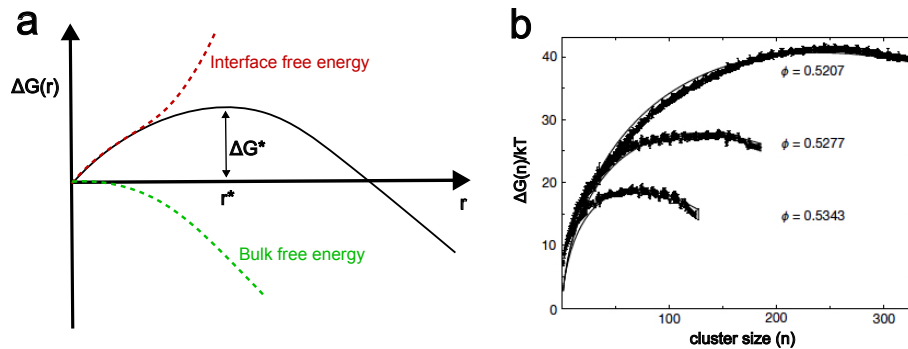 a
ΔG(r)
Interface free energy
ΔG*
r*
r
Bulk free energy
b
ΔG(n)/kT
40
30
20
10
0
ϕ = 0.5207
ϕ = 0.5277
ϕ = 0.5343
100
200
300
cluster size (n)